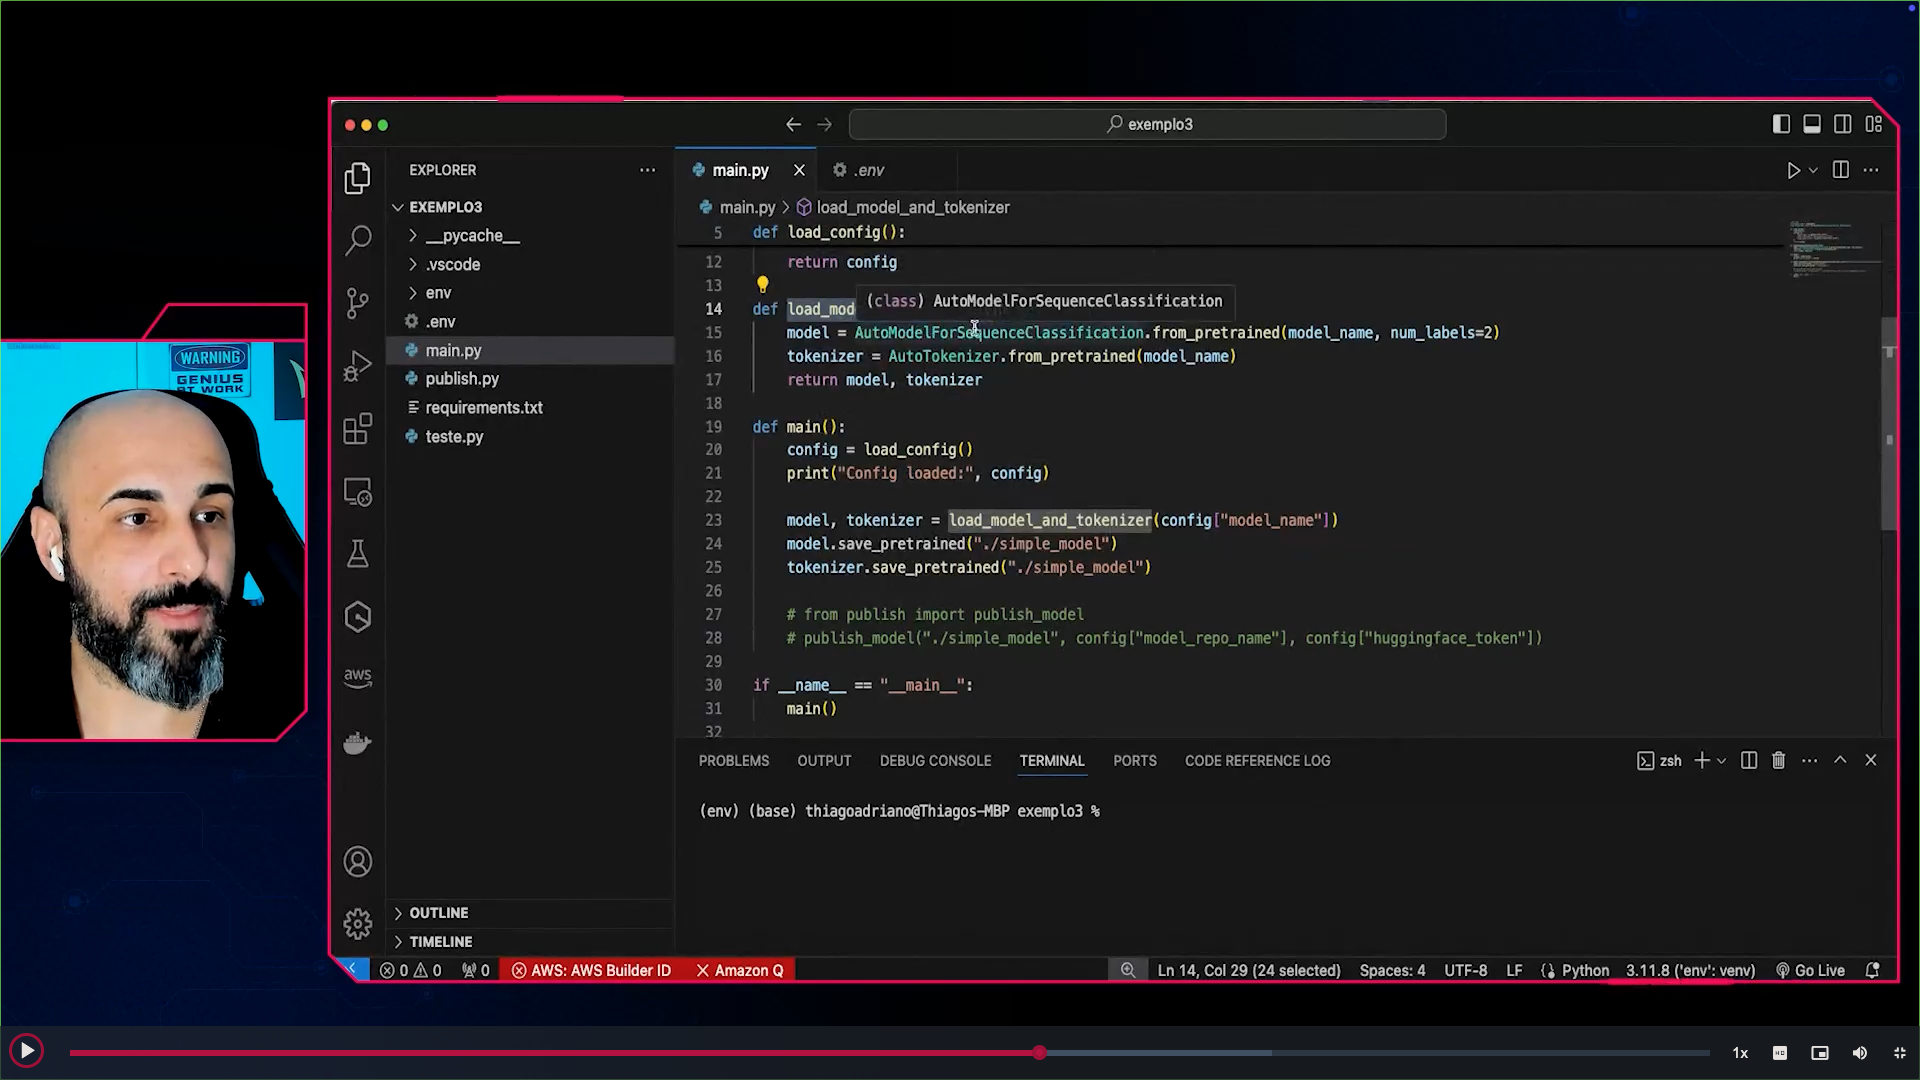 WARNING
GENIUS
AT WORK
exemplo3
EXPLORER
EXEMPLO3
__pycache__
.vscode
env
.env
main.py
publish.py
requirements.txt
teste.py
OUTLINE
TIMELINE
aws
main.py
.env
main.py > load_model_and_tokenizer
5 def load_config():
12 return config
13
14 def load_mod
(class) AutoModelForSequenceClassification
15 model = AutoModelForSequenceClassification.from_pretrained(model_name, num_labels=2)
16 tokenizer = AutoTokenizer.from_pretrained(model_name)
17 return model, tokenizer
18
19 def main():
20 config = load_config()
21 print("Config loaded:", config)
22
23 model, tokenizer = load_model_and_tokenizer(config["model_name"])
24 model.save_pretrained("./simple_model")
25 tokenizer.save_pretrained("./simple_model")
26
27 # from publish import publish_model
28 # publish_model("./simple_model", config["model_repo_name"], config["huggingface_token"])
29
30 if __name__ == "__main__":
31 main()
32
PROBLEMS OUTPUT DEBUG CONSOLE TERMINAL PORTS CODE REFERENCE LOG
zsh
(env) (base) thiagoadriano@Thiagos-MBP exemplo3 %
0 0 0 AWS: AWS Builder ID Amazon Q Ln 14, Col 29 (24 selected) Spaces: 4 UTF-8 LF Python 3.11.8 ('env': venv) Go Live
1x